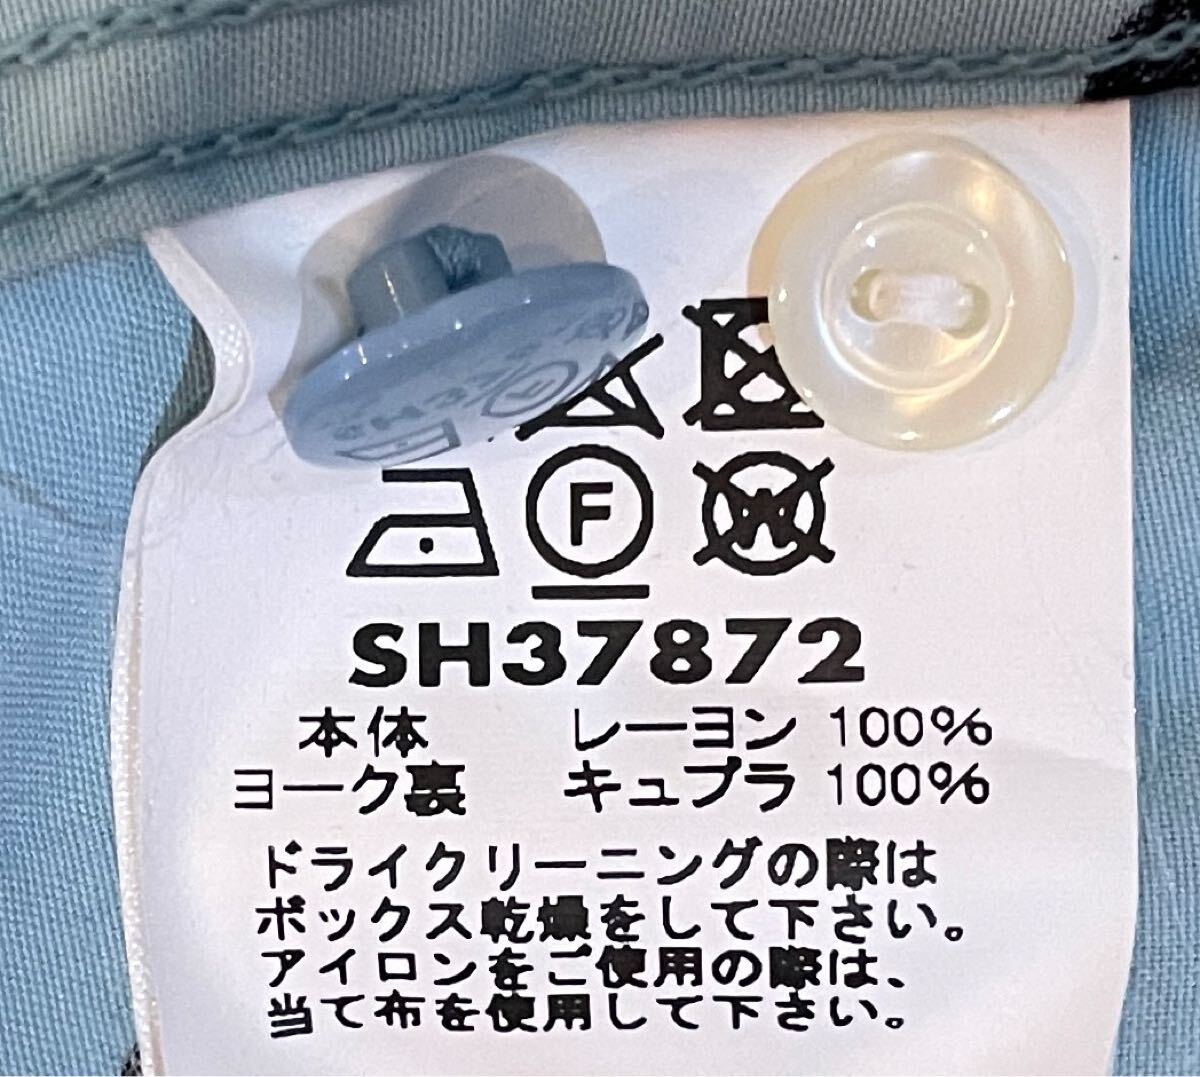 F
W
SH37872
本体 レーヨン 100%
ヨーク裏 キュプラ 100%
ドライクリーニングの際は
ボックス乾燥をして下さい。
アイロンをご使用の際は、
当て布を使用して下さい。